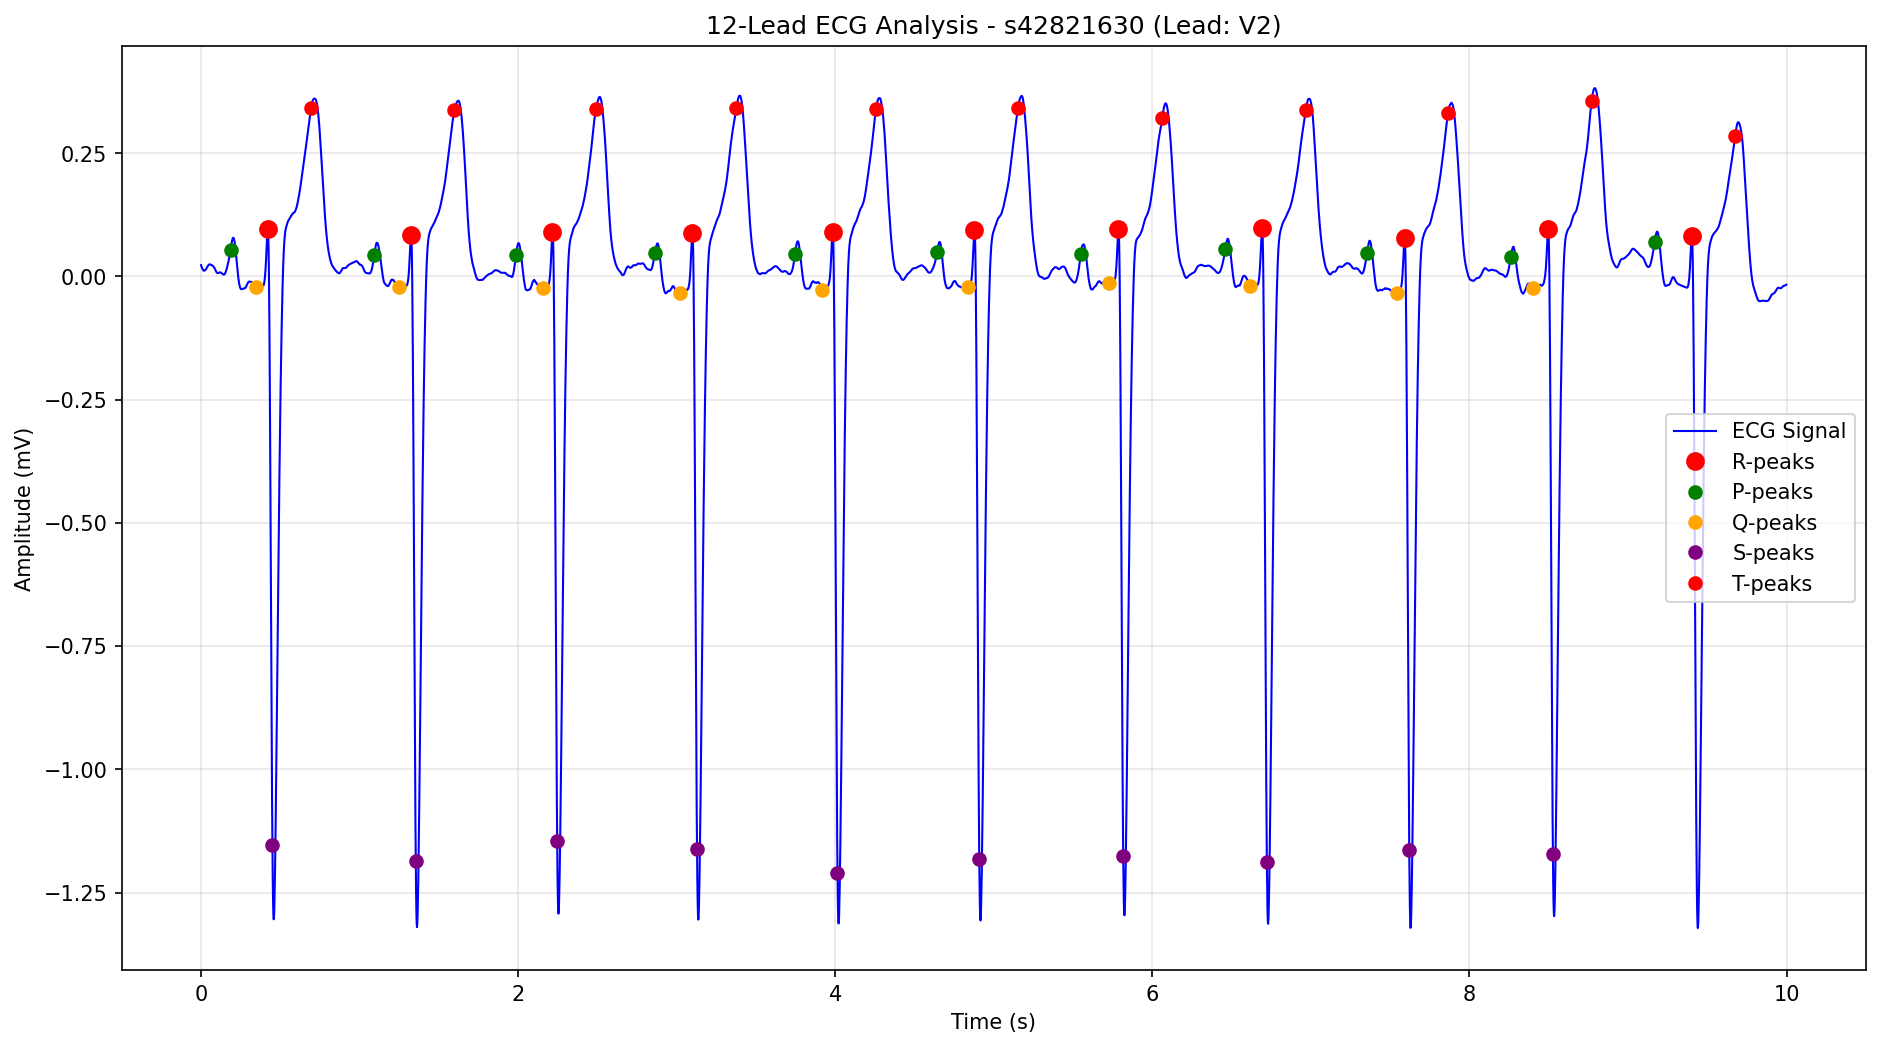 12-Lead ECG Analysis - s42821630 (Lead: V2)
Amplitude (mV)
0.25
0.00
−0.25
−0.50
−0.75
−1.00
−1.25
ECG Signal
R-peaks
P-peaks
Q-peaks
S-peaks
T-peaks
0 2 4 6 8 10
Time (s)